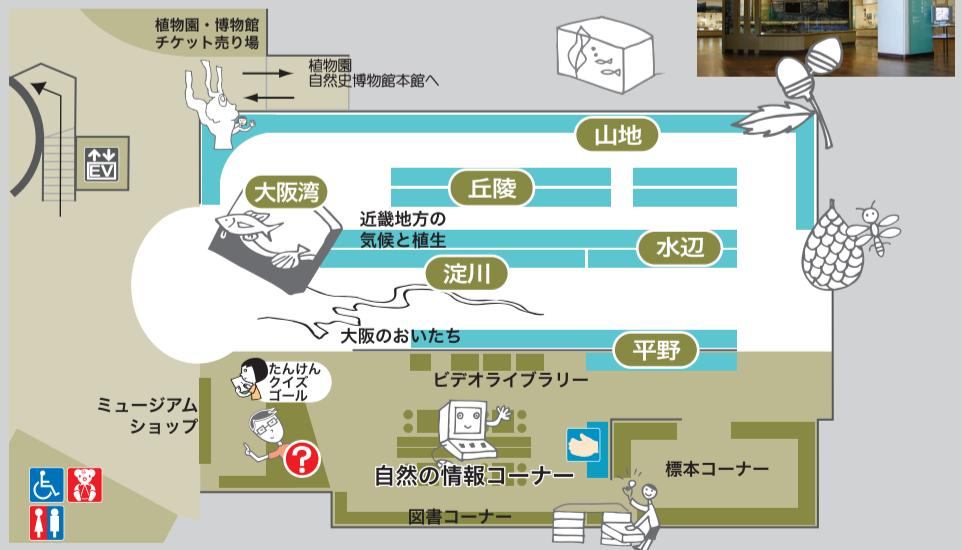 植物園・博物館
チケット売り場
植物園
自然史博物館本館へ
EV
山地
大阪湾
丘陵
近畿地方の
気候と植生
水辺
淀川
大阪のおいたち
平野
たんけん
クイズ
ゴール
ビデオライブラリー
ミュージアム
ショップ
?
自然の情報コーナー
標本コーナー
図書コーナー